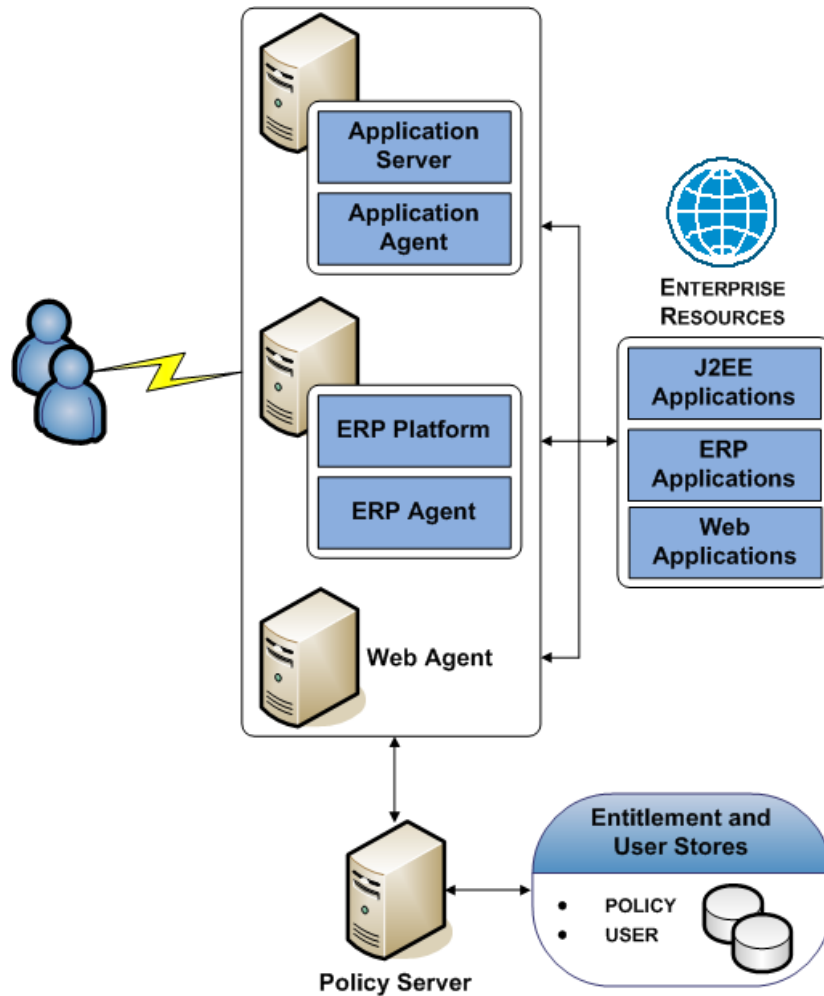 Application
Server
Application
Agent
ENTERPRISE
RESOURCES
J2EE
Applications
ERP Platform
ERP
Applications
ERP Agent
Web
Applications
Web Agent
Entitlement and
User Stores
• POLICY
• USER
Policy Server